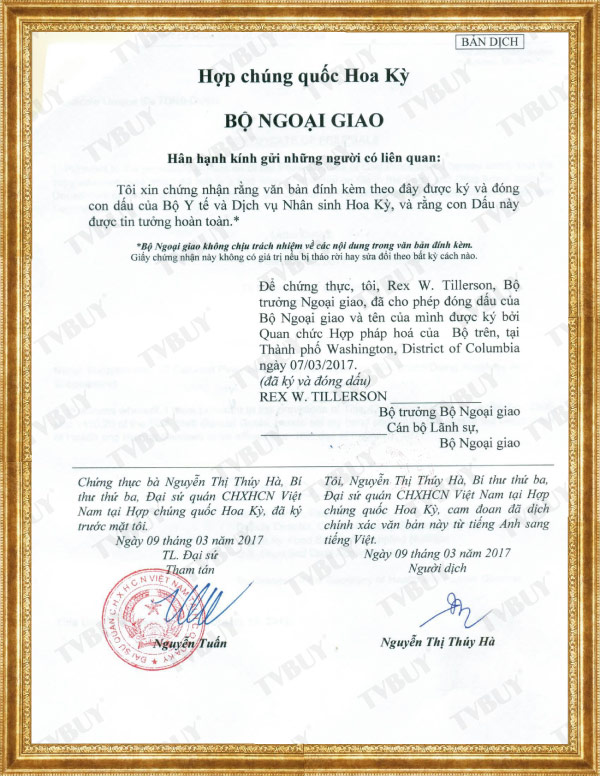 BẢN DỊCH
Hợp chúng quốc Hoa Kỳ
BỘ NGOẠI GIAO
Hân hạnh kính gửi những người có liên quan:
Tôi xin chứng nhận rằng văn bản đính kèm theo đây được ký và đóng
con dấu của Bộ Y tế và Dịch vụ Nhân sinh Hoa Kỳ, và rằng con Dấu này
được tin tưởng hoàn toàn.*
*Bộ Ngoại giao không chịu trách nhiệm về các nội dung trong văn bản đính kèm.
Giấy chứng nhận này không có giá trị nếu bị tháo rời hay sửa đổi theo bất kỳ cách nào.
Để chứng thực, tôi, Rex W. Tillerson, Bộ
trưởng Ngoại giao, đã cho phép đóng dấu của
Bộ Ngoại giao và tên của mình được ký bởi
Quan chức Hợp pháp hoá của Bộ trên, tại
Thành phố Washington, District of Columbia
ngày 07/03/2017.
(đã ký và đóng dấu)
REX W. TILLERSON
Bộ trưởng Bộ Ngoại giao
Cán bộ Lãnh sự,
Bộ Ngoại giao
Chứng thực bà Nguyễn Thị Thúy Hà, Bí
thư thứ ba, Đại sứ quán CHXHCN Việt
Nam tại Hợp chúng quốc Hoa Kỳ, đã ký
trước mặt tôi.
Ngày 09 tháng 03 năm 2017
TL. Đại sứ
Tham tán
Nguyễn Tuấn
Tôi, Nguyễn Thị Thúy Hà, Bí thư thứ ba,
Đại sứ quán CHXHCN Việt Nam tại Hợp
chúng quốc Hoa Kỳ, cam đoan đã dịch
chính xác văn bản này từ tiếng Anh sang
tiếng Việt.
Ngày 09 tháng 03 năm 2017
Người dịch
Nguyễn Thị Thúy Hà
ĐẠI SỨ QUÁN C.H.X.H.C.N VIỆT NAM
TVBUY